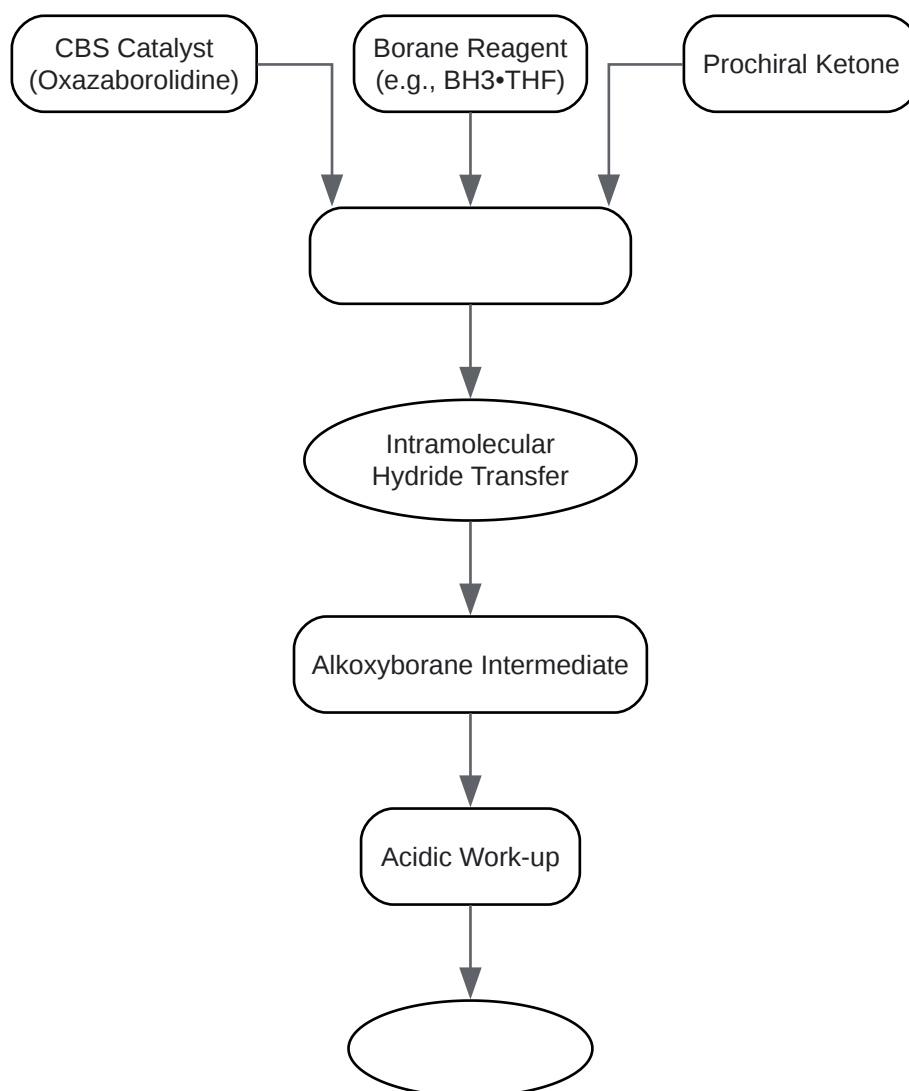 CBS Catalyst
(Oxazaborolidine)
Borane Reagent
(e.g., BH3•THF)
Prochiral Ketone
Intramolecular
Hydride Transfer
Alkoxyborane Intermediate
Acidic Work-up